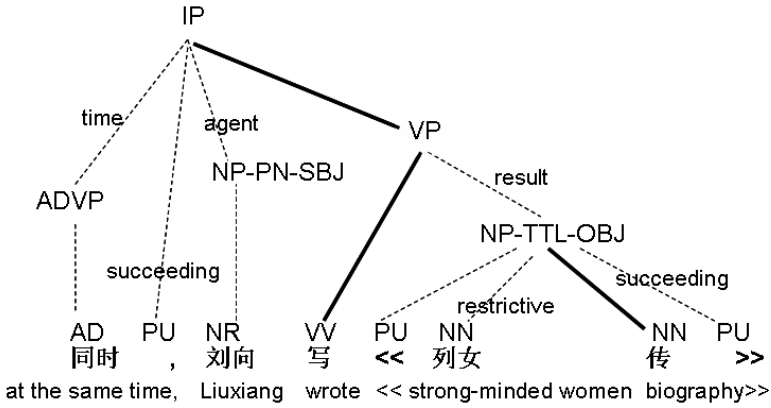 IP
time
agent
VP
NP-PN-SBJ
result
ADVP
NP-TTL-OBJ
succeeding
succeeding
restrictive
AD PU NR VV PU NN NN PU
同时 , 刘向 写 << 列女 传 >>
at the same time, Liuxiang wrote << strong-minded women biography>>